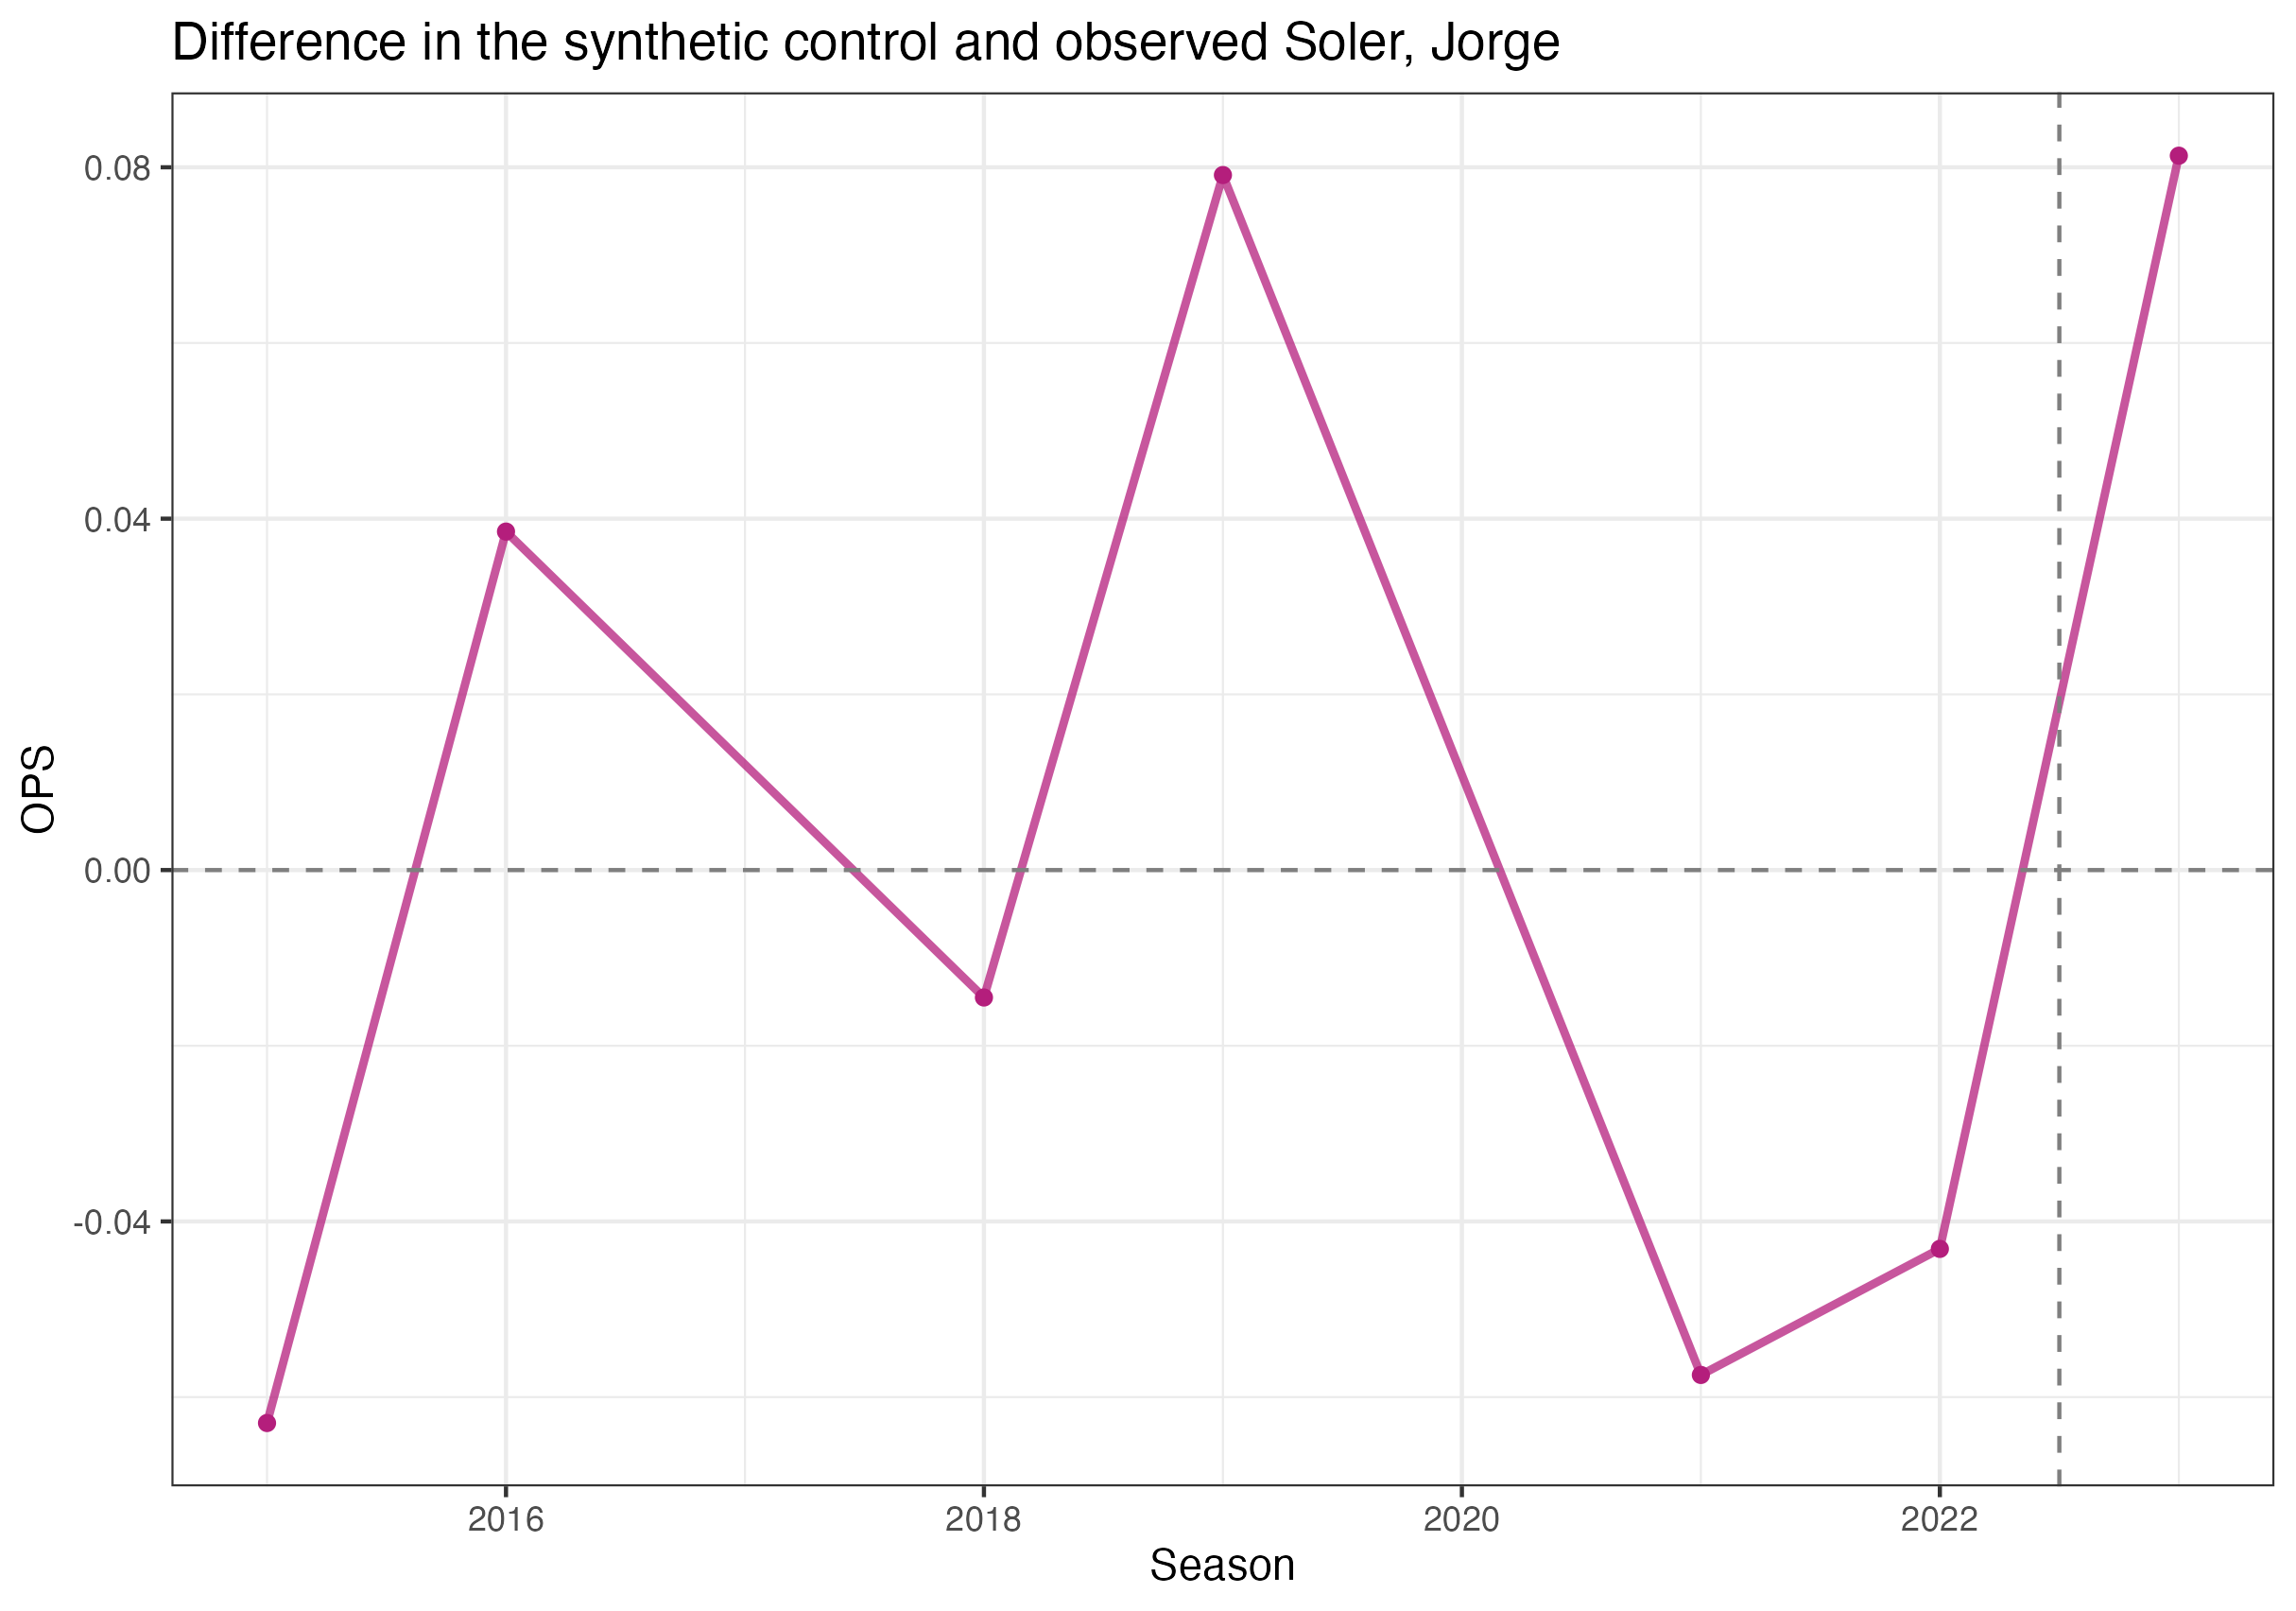 Difference in the synthetic control and observed Soler, Jorge
0.08
0.04
0.00
-0.04
OPS
2016 2018 2020 2022
Season